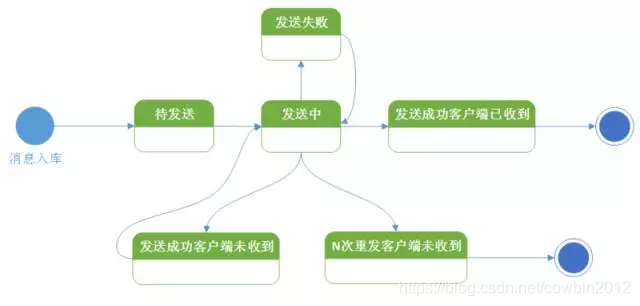 发送失败
待发送
发送中
发送成功客户端已收到
消息入库
发送成功客户端未收到
N次重发客户端未收到
https://blog.csdn.net/cowbin2012